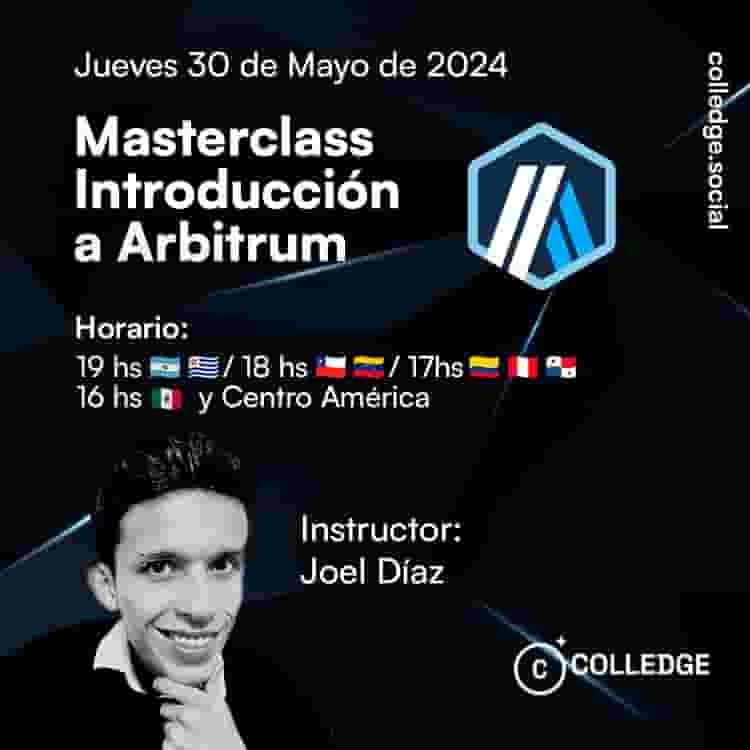 Jueves 30 de Mayo de 2024
colledge.social
Masterclass
Introducción
a Arbitrum
Horario:
19 hs 🇦🇷 🇺🇾 / 18 hs 🇨🇱 🇻🇪 / 17hs 🇨🇴 🇵🇪 🇵🇦
16 hs 🇲🇽 y Centro América
Instructor:
Joel Díaz
C COLLEDGE